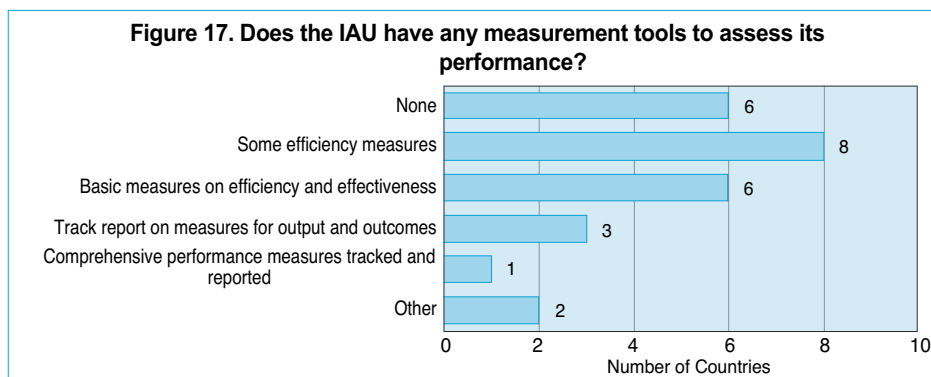 Figure 17. Does the IAU have any measurement tools to assess its
performance?
None
6
Some efficiency measures
8
Basic measures on efficiency and effectiveness
6
Track report on measures for output and outcomes
3
Comprehensive performance measures tracked and
reported
1
Other
2
0 2 4 6 8 10
Number of Countries